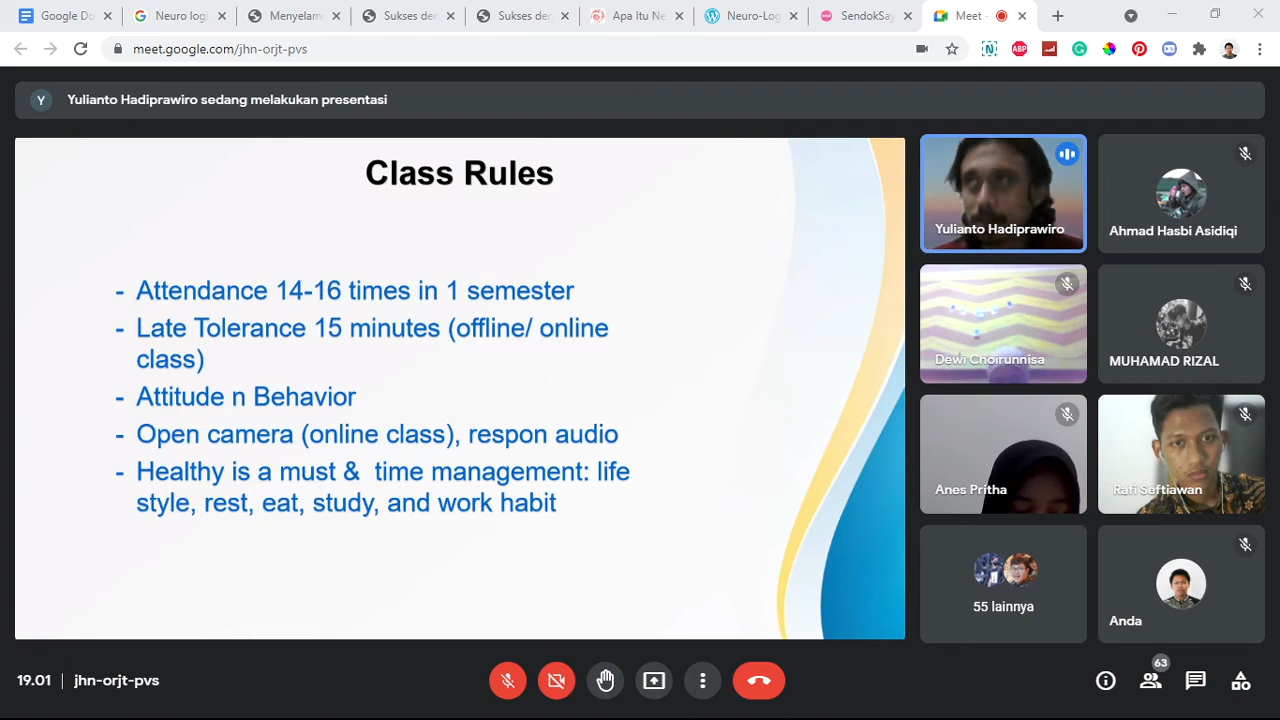 Google Do
Neuro logi
Menyelami
Sukses den
Sukses den
Apa Itu Ne
Neuro-Log
SendokSay
Meet -
meet.google.com/jhn-orjt-pvs
ABP
Y Yulianto Hadiprawiro sedang melakukan presentasi
Class Rules
- Attendance 14-16 times in 1 semester
- Late Tolerance 15 minutes (offline/ online
class)
- Attitude n Behavior
- Open camera (online class), respon audio
- Healthy is a must & time management: life
style, rest, eat, study, and work habit
Yulianto Hadiprawiro
Ahmad Hasbi Asidiqi
Dewi Choirunnisa
MUHAMAD RIZAL
Anes Pritha
Rafi Seftiawan
55 lainnya
Anda
19.01 | jhn-orjt-pvs
63